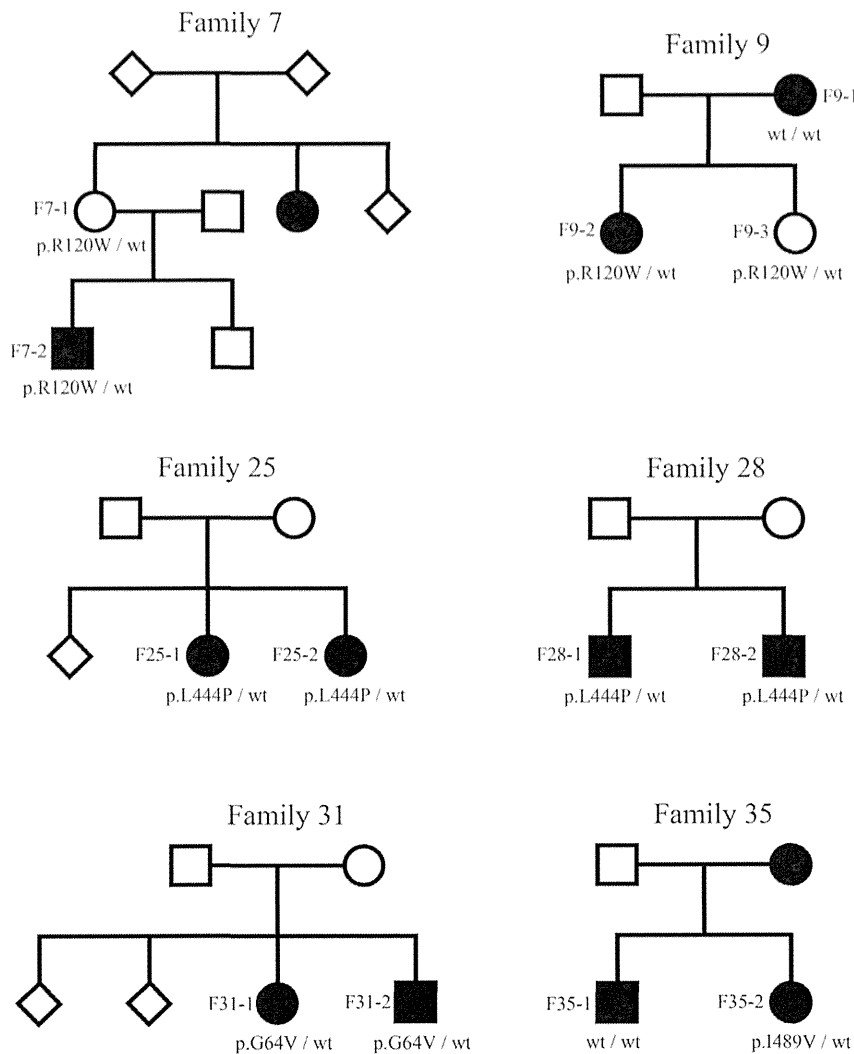 Family 7
Family 9
F9-1
wt / wt
F7-1
p.R120W / wt
F9-2
F9-3
p.R120W / wt
p.R120W / wt
F7-2
p.R120W / wt
Family 25
Family 28
F25-1
F25-2
p.L444P / wt
p.L444P / wt
F28-1
F28-2
p.L444P / wt
p.L444P / wt
Family 31
Family 35
F31-1
F31-2
p.G64V / wt
p.G64V / wt
F35-1
F35-2
wt / wt
p.I489V / wt